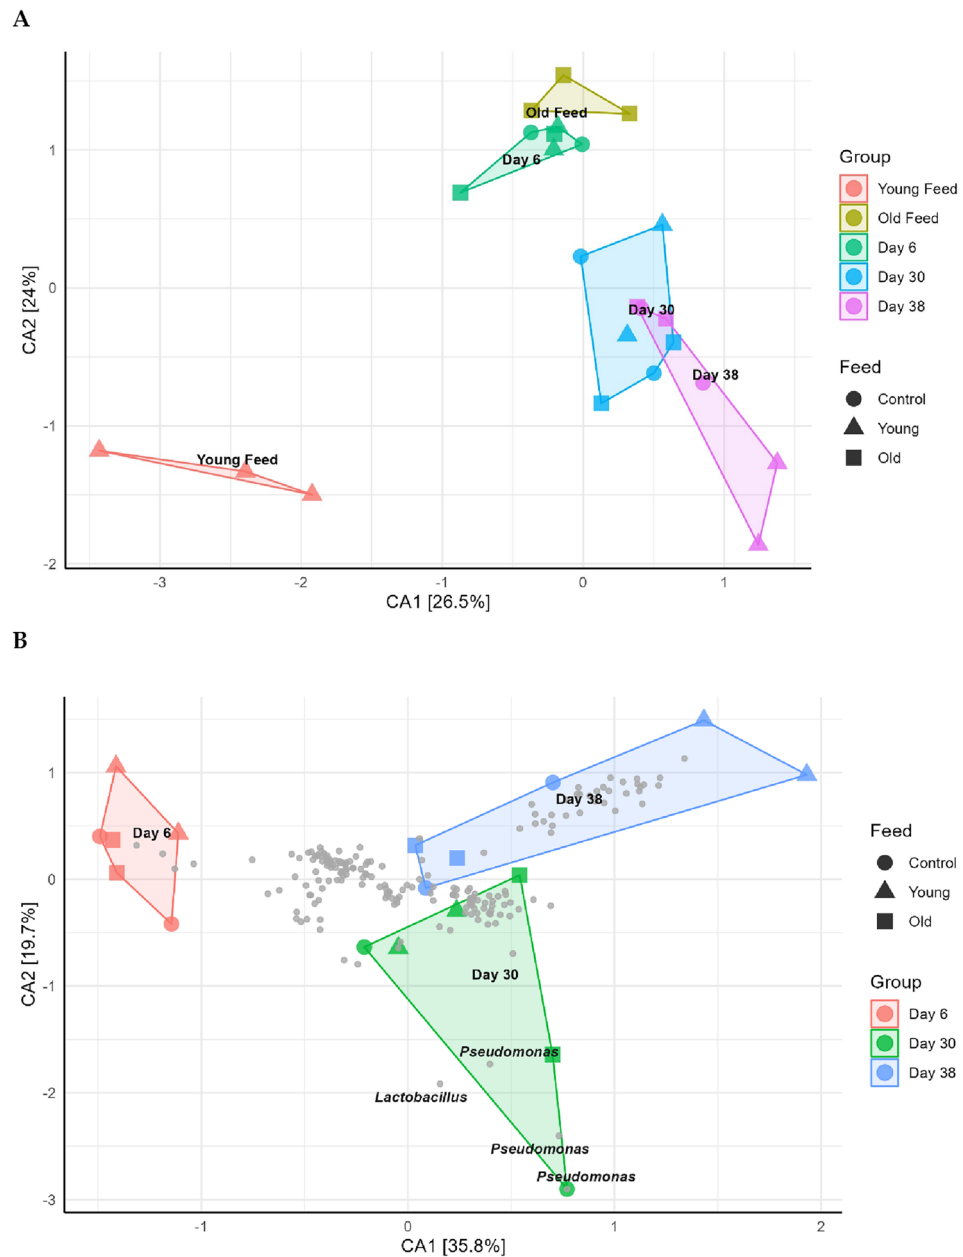 A
1
0
-1
-2
CA2 [24%]
Old Feed
Day 6
Day 30
Day 38
Young Feed
-3
-2
-1
0
1
CA1 [26.5%]
Group
Young Feed
Old Feed
Day 6
Day 30
Day 38
Feed
Control
Young
Old
B
1
0
-1
-2
-3
CA2 [19.7%]
Day 38
Day 6
Day 30
Pseudomonas
Lactobacillus
Pseudomonas
Pseudomonas
-1
0
1
2
CA1 [35.8%]
Feed
Control
Young
Old
Group
Day 6
Day 30
Day 38